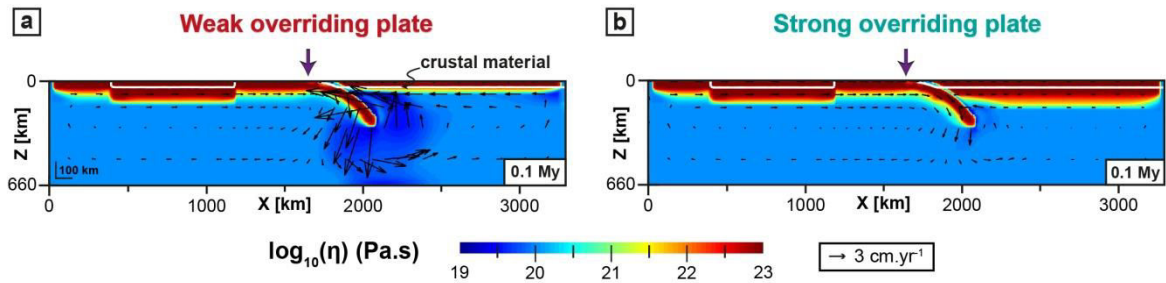 a
Weak overriding plate
crustal material
0
Z [km]
660
100 km
0.1 My
0 1000 2000 3000
X [km]
b
Strong overriding plate
0
Z [km]
660
0.1 My
0 1000 2000 3000
X [km]
log10(η) (Pa.s)
19 20 21 22 23
→ 3 cm.yr-1